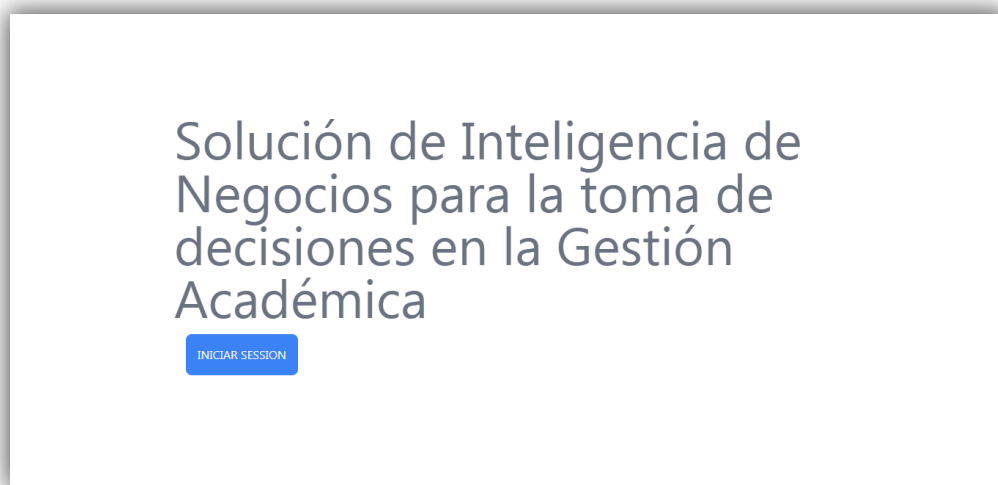 Solución de Inteligencia de
Negocios para la toma de
decisiones en la Gestión
Académica
INICIAR SESSION